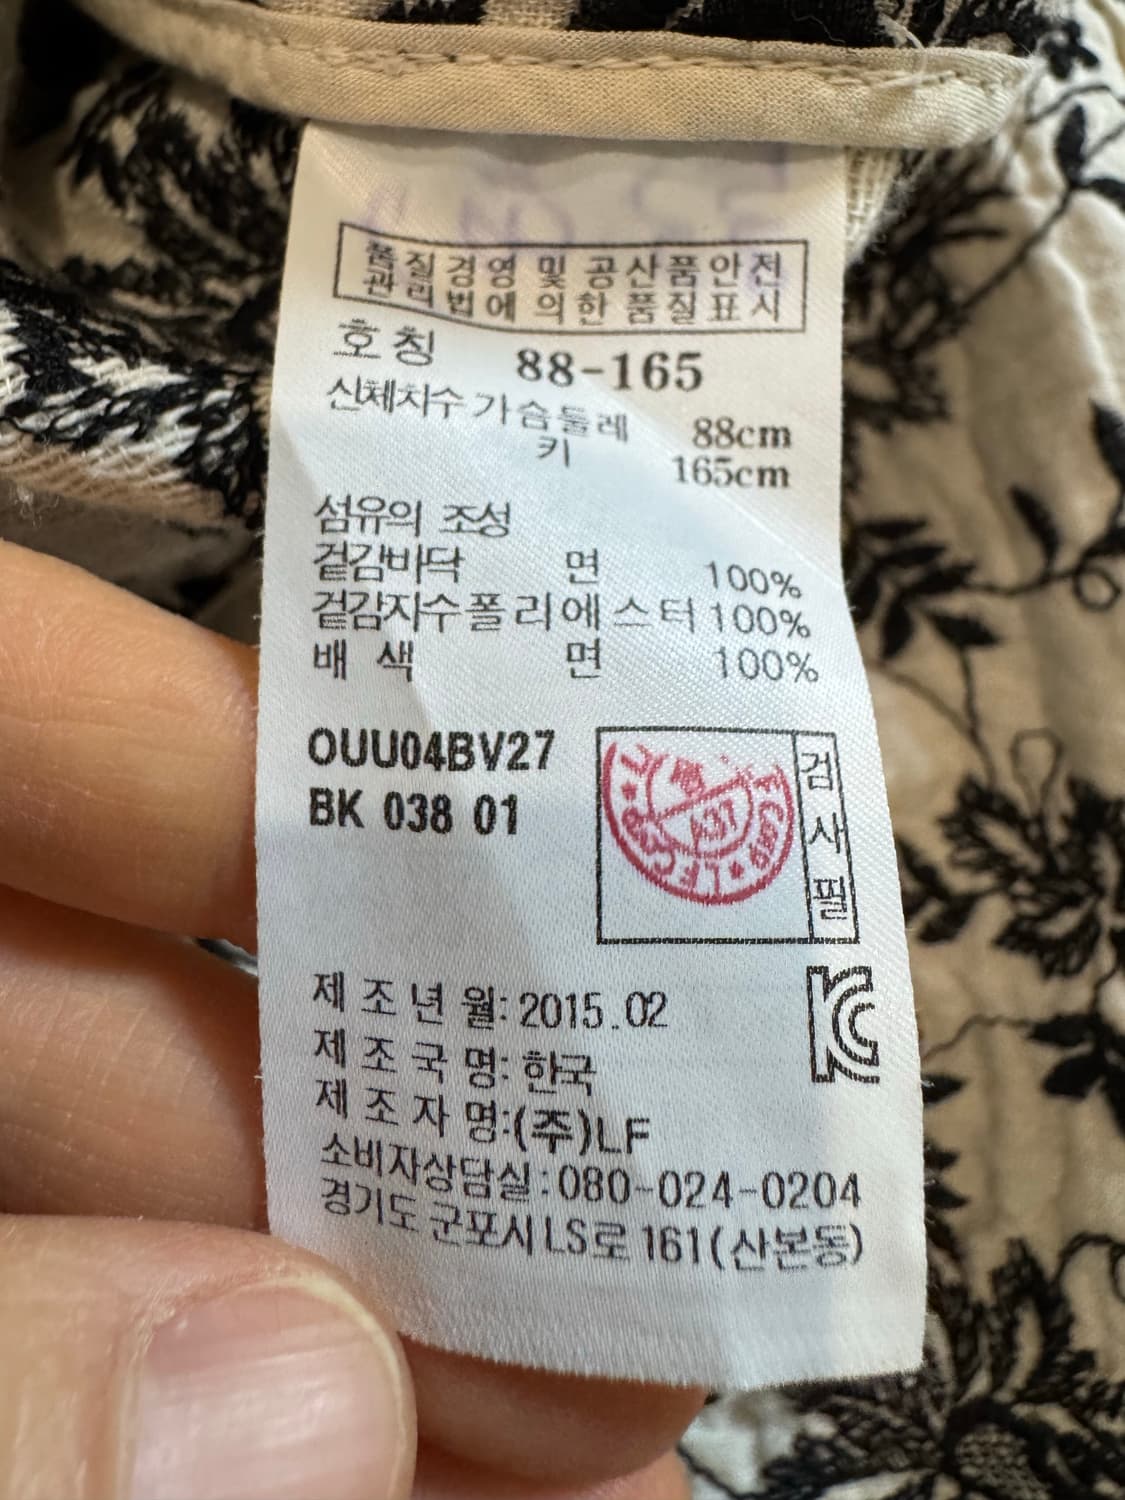 품질경영 및 공산품안전
관리법에 의한 품질표시
호칭 88-165
신체치수 가슴둘레 88cm
키 165cm
섬유의 조성
겉감바닥 면 100%
겉감자수 폴리에스터 100%
배색 면 100%
OUU04BV27
BK 038 01
검사필
LF CORP
제조년월: 2015.02
제조국명: 한국
제조자명:(주)LF
소비자상담실:080-024-0204
경기도 군포시 LS로 161(산본동)